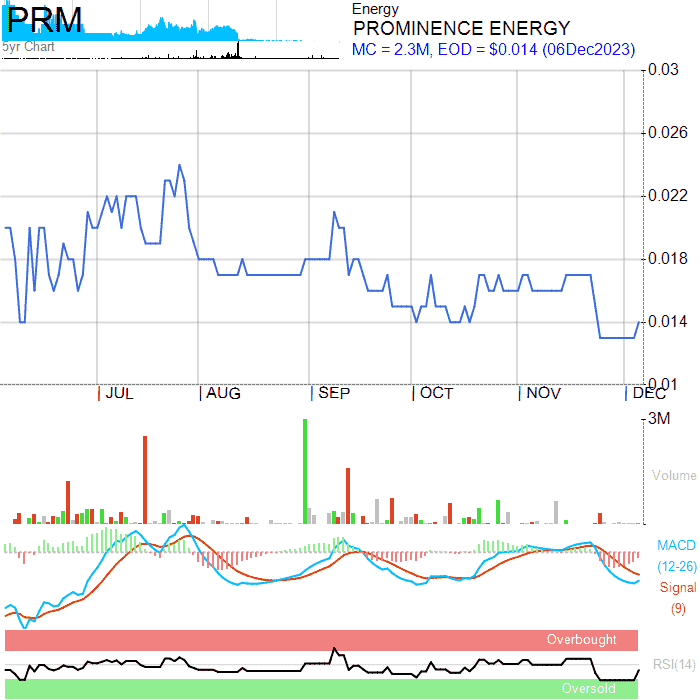 PRM
5yr Chart
Energy
PROMINENCE ENERGY
MC = 2.3M, EOD = $0.014 (06Dec2023)
0.03
0.026
0.022
0.018
0.014
0.01
JUL AUG SEP OCT NOV DEC
3M
Volume
MACD
(12-26)
Signal
(9)
Overbought
RSI(14)
Oversold